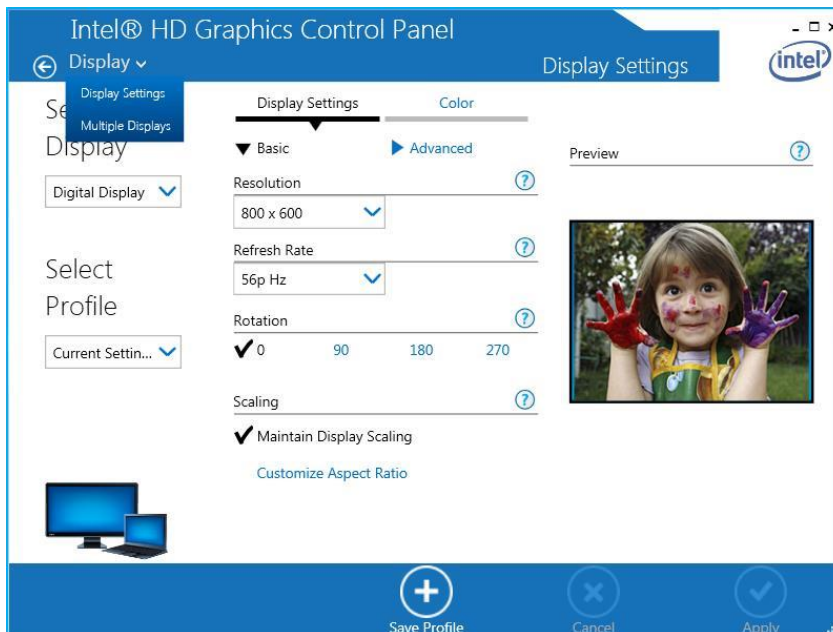 Intel® HD Graphics Control Panel
Display
Display Settings
intel
Display Settings
Multiple Displays
Display
Digital Display
Select
Profile
Current Settin...
Display Settings
Color
Basic
Advanced
Resolution
?
800 x 600
Refresh Rate
?
56p Hz
Rotation
?
0 90 180 270
Scaling
?
Maintain Display Scaling
Customize Aspect Ratio
Preview
?
Save Profile
Cancel
Apply